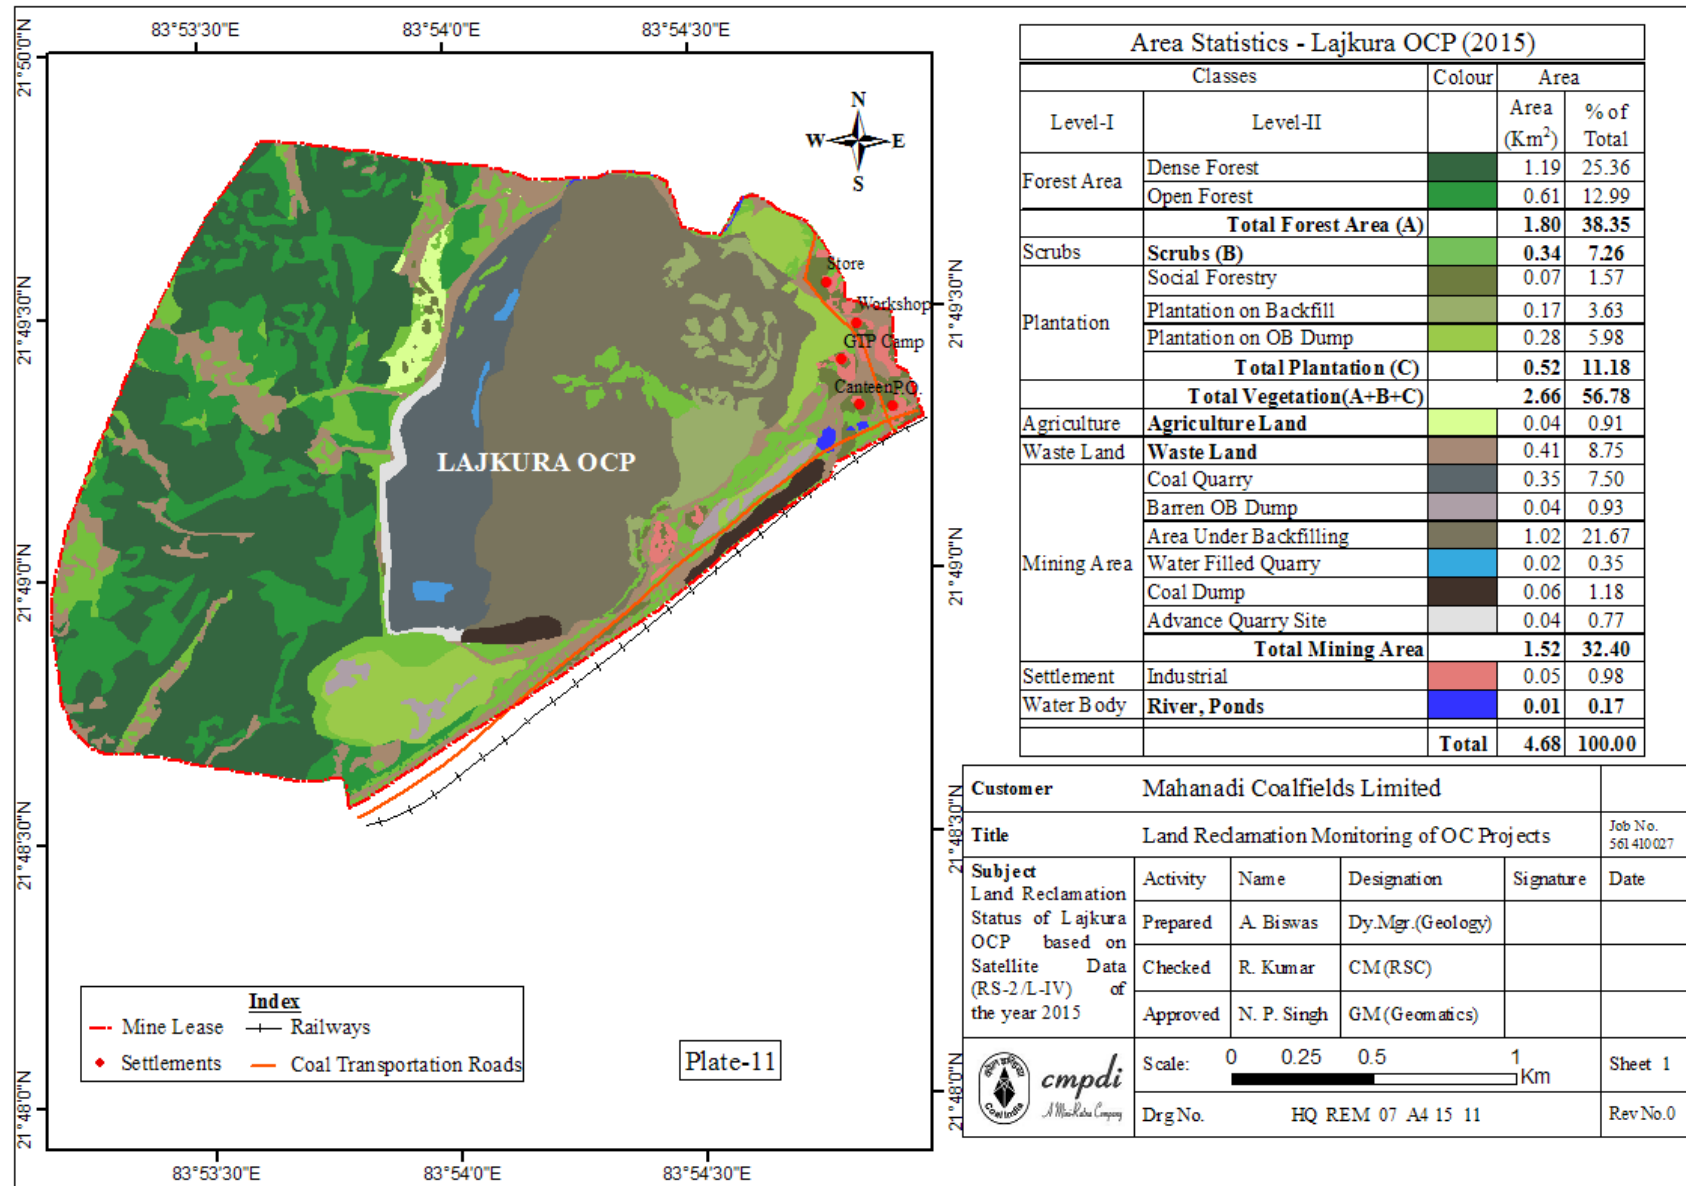 83°53'30"E 83°54'0"E 83°54'30"E
21°50'0"N
21°49'30"N
21°49'0"N
21°48'30"N
21°48'0"N
N
W E
S
Store
Workshop
GTP Camp
Canteen P.O.
LAJKURA OCP
21°49'30"N
21°49'0"N
21°48'30"N
21°48'0"N
Index
Mine Lease Railways
Settlements Coal Transportation Roads
Plate-11
83°53'30"E 83°54'0"E 83°54'30"E
Area Statistics - Lajkura OCP (2015)
Classes Colour Area
Level-I Level-II Area (Km²) % of Total
Forest Area Dense Forest 1.19 25.36
Open Forest 0.61 12.99
Total Forest Area (A) 1.80 38.35
Scrubs Scrubs (B) 0.34 7.26
Plantation Social Forestry 0.07 1.57
Plantation on Backfill 0.17 3.63
Plantation on OB Dump 0.28 5.98
Total Plantation (C) 0.52 11.18
Total Vegetation(A+B+C) 2.66 56.78
Agriculture Agriculture Land 0.04 0.91
Waste Land Waste Land 0.41 8.75
Mining Area Coal Quarry 0.35 7.50
Barren OB Dump 0.04 0.93
Area Under Backfilling 1.02 21.67
Water Filled Quarry 0.02 0.35
Coal Dump 0.06 1.18
Advance Quarry Site 0.04 0.77
Total Mining Area 1.52 32.40
Settlement Industrial 0.05 0.98
Water Body River, Ponds 0.01 0.17
Total 4.68 100.00
Customer Mahanadi Coalfields Limited
Title Land Reclamation Monitoring of OC Projects Job No. 561410027
Subject
Land Reclamation
Status of Lajkura
OCP based on
Satellite Data
(RS-2/L-IV) of
the year 2015
Activity Name Designation Signature Date
Prepared A. Biswas Dy.Mgr.(Geology)
Checked R. Kumar CM(RSC)
Approved N. P. Singh GM(Geomatics)
Coal India
cmpdi
A Mini Ratna Company
Scale: 0 0.25 0.5 1 Km Sheet 1
Drg No. HQ REM 07 A4 15 11 Rev No.0